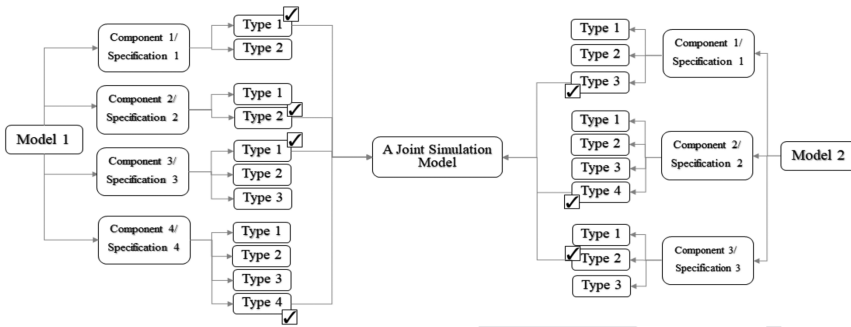 Model 1
Component 1/
Specification 1
Type 1
Type 2
Component 2/
Specification 2
Type 1
Type 2
Component 3/
Specification 3
Type 1
Type 2
Type 3
Component 4/
Specification 4
Type 1
Type 2
Type 3
Type 4
A Joint Simulation
Model
Type 1
Type 2
Type 3
Component 1/
Specification 1
Type 1
Type 2
Type 3
Type 4
Component 2/
Specification 2
Type 1
Type 2
Type 3
Component 3/
Specification 3
Model 2